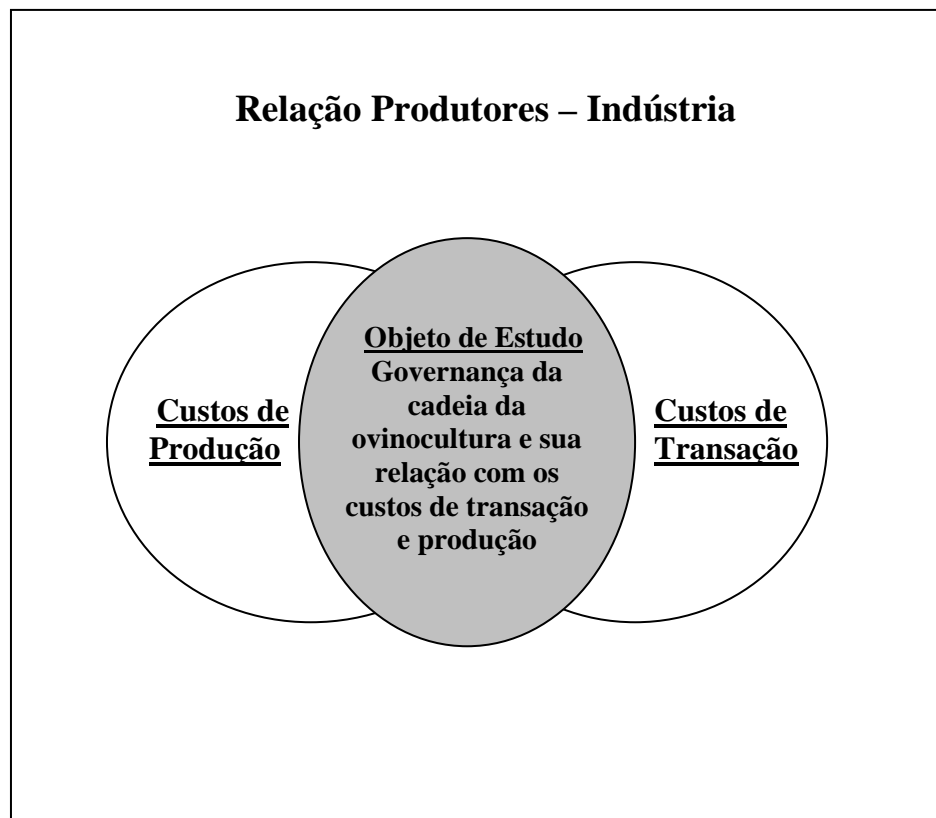 Relação Produtores – Indústria
Custos de
Produção
Objeto de Estudo
Governança da
cadeia da
ovinocultura e sua
relação com os
custos de transação
e produção
Custos de
Transação